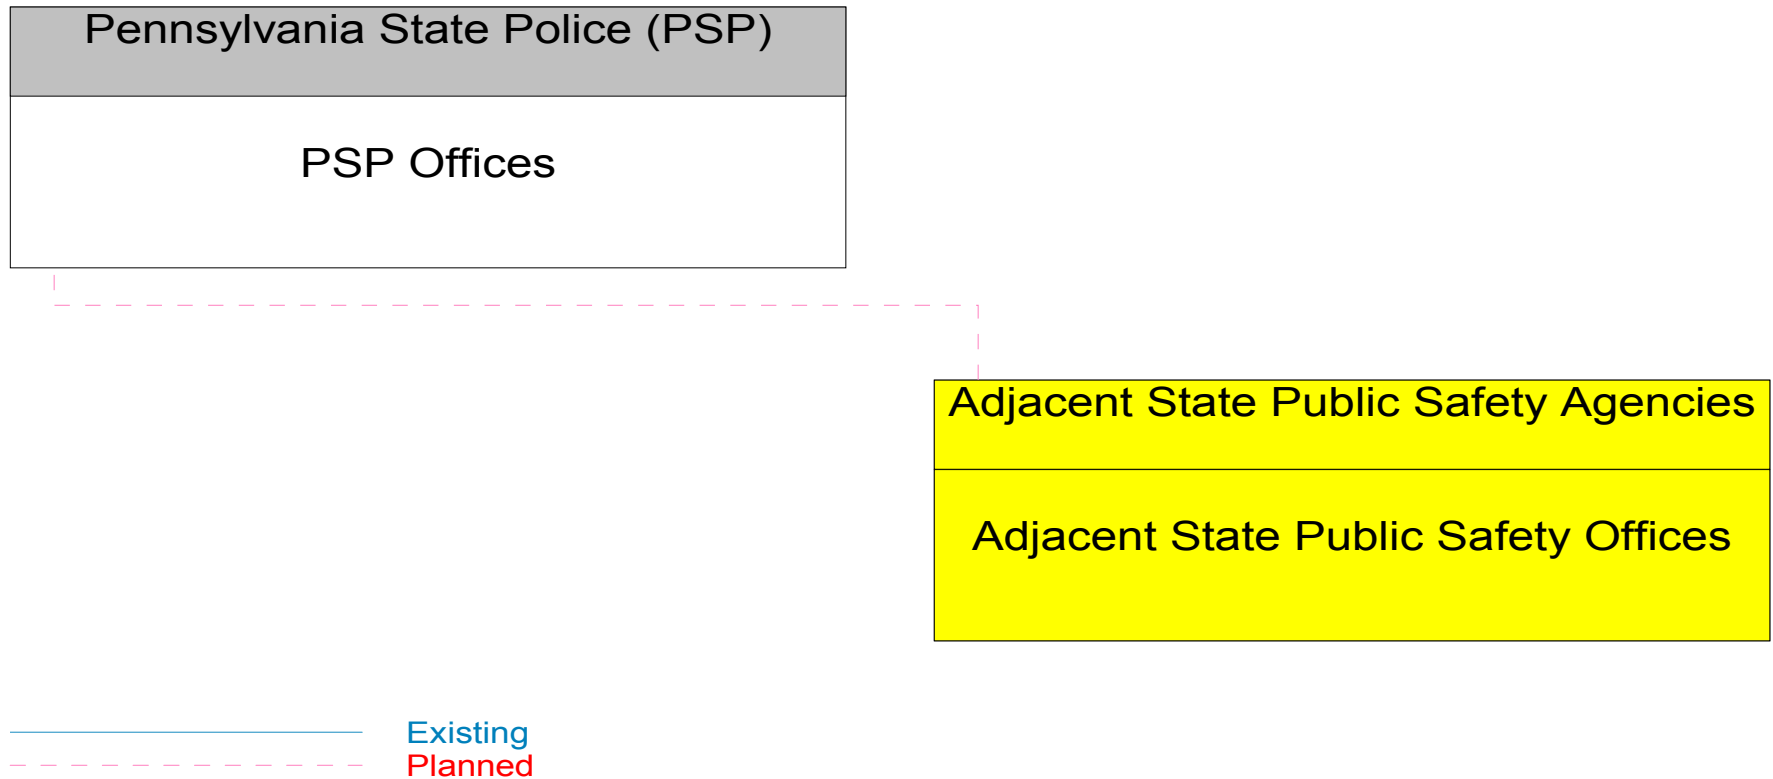 Pennsylvania State Police (PSP)
PSP Offices
Adjacent State Public Safety Agencies
Adjacent State Public Safety Offices
Existing
Planned